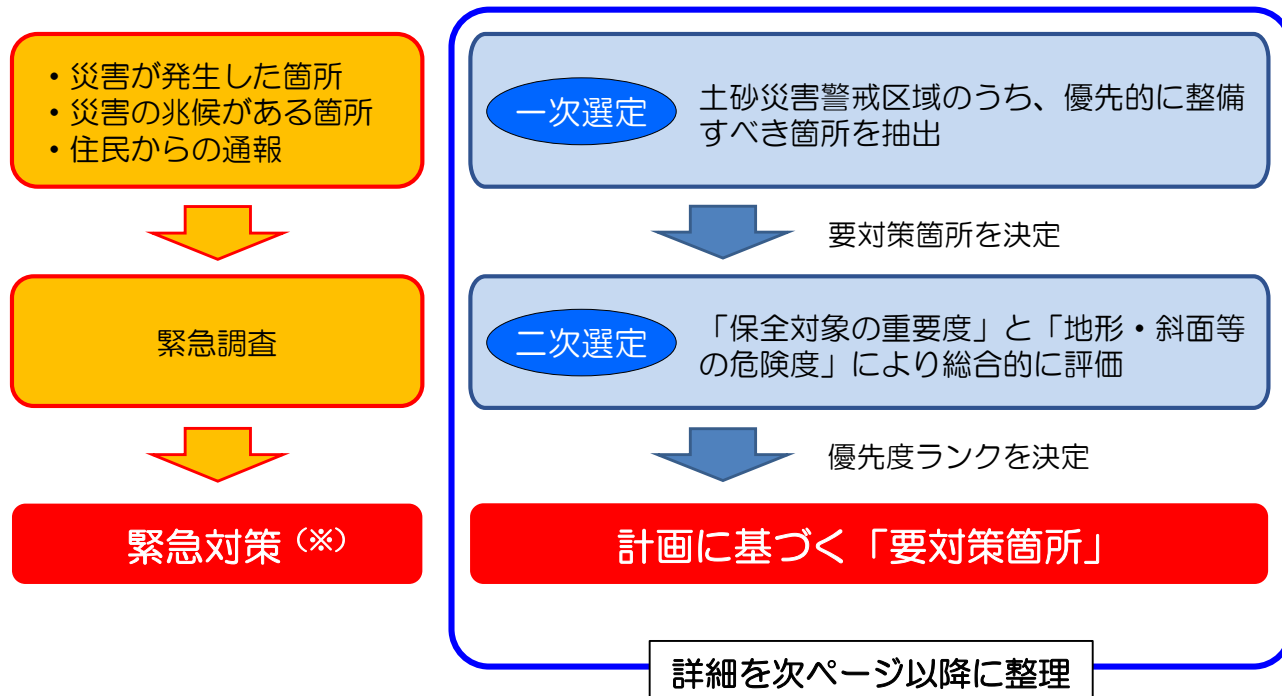 ・災害が発生した箇所
・災害の兆候がある箇所
・住民からの通報
緊急調査
緊急対策（※）
一次選定
土砂災害警戒区域のうち、優先的に整備
すべき箇所を抽出
要対策箇所を決定
二次選定
「保全対象の重要度」と「地形・斜面等
の危険度」により総合的に評価
優先度ランクを決定
計画に基づく「要対策箇所」
詳細を次ページ以降に整理